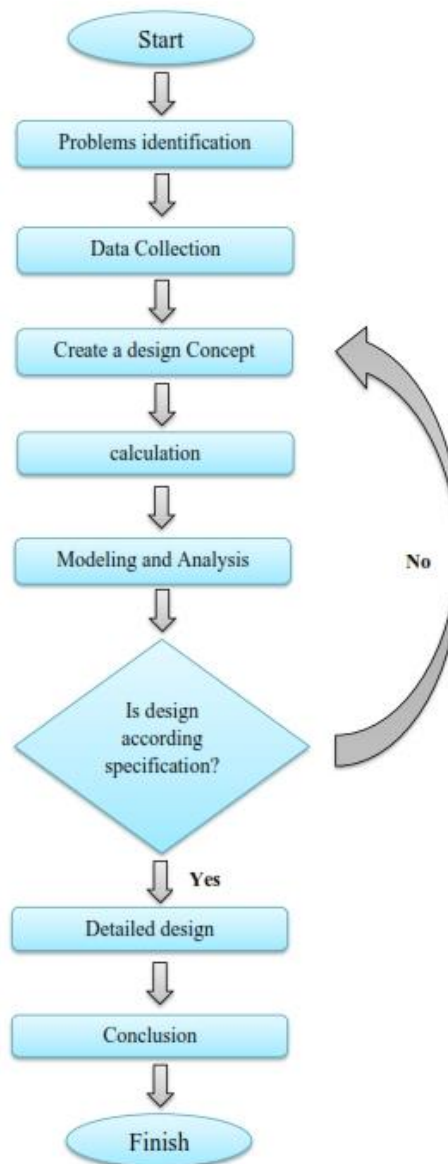 Start
Problems identification
Data Collection
Create a design Concept
calculation
Modeling and Analysis
No
Is design
according
specification?
Yes
Detailed design
Conclusion
Finish